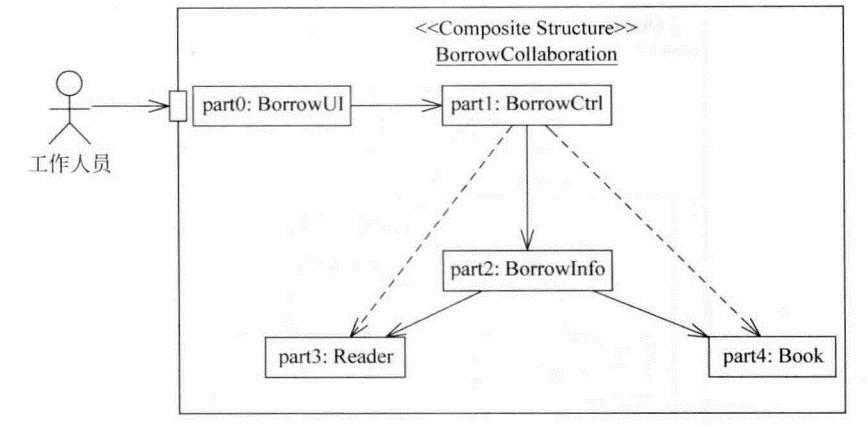 <<Composite Structure>>
BorrowCollaboration
part0: BorrowUI
part1: BorrowCtrl
工作人员
part2: BorrowInfo
part3: Reader
part4: Book